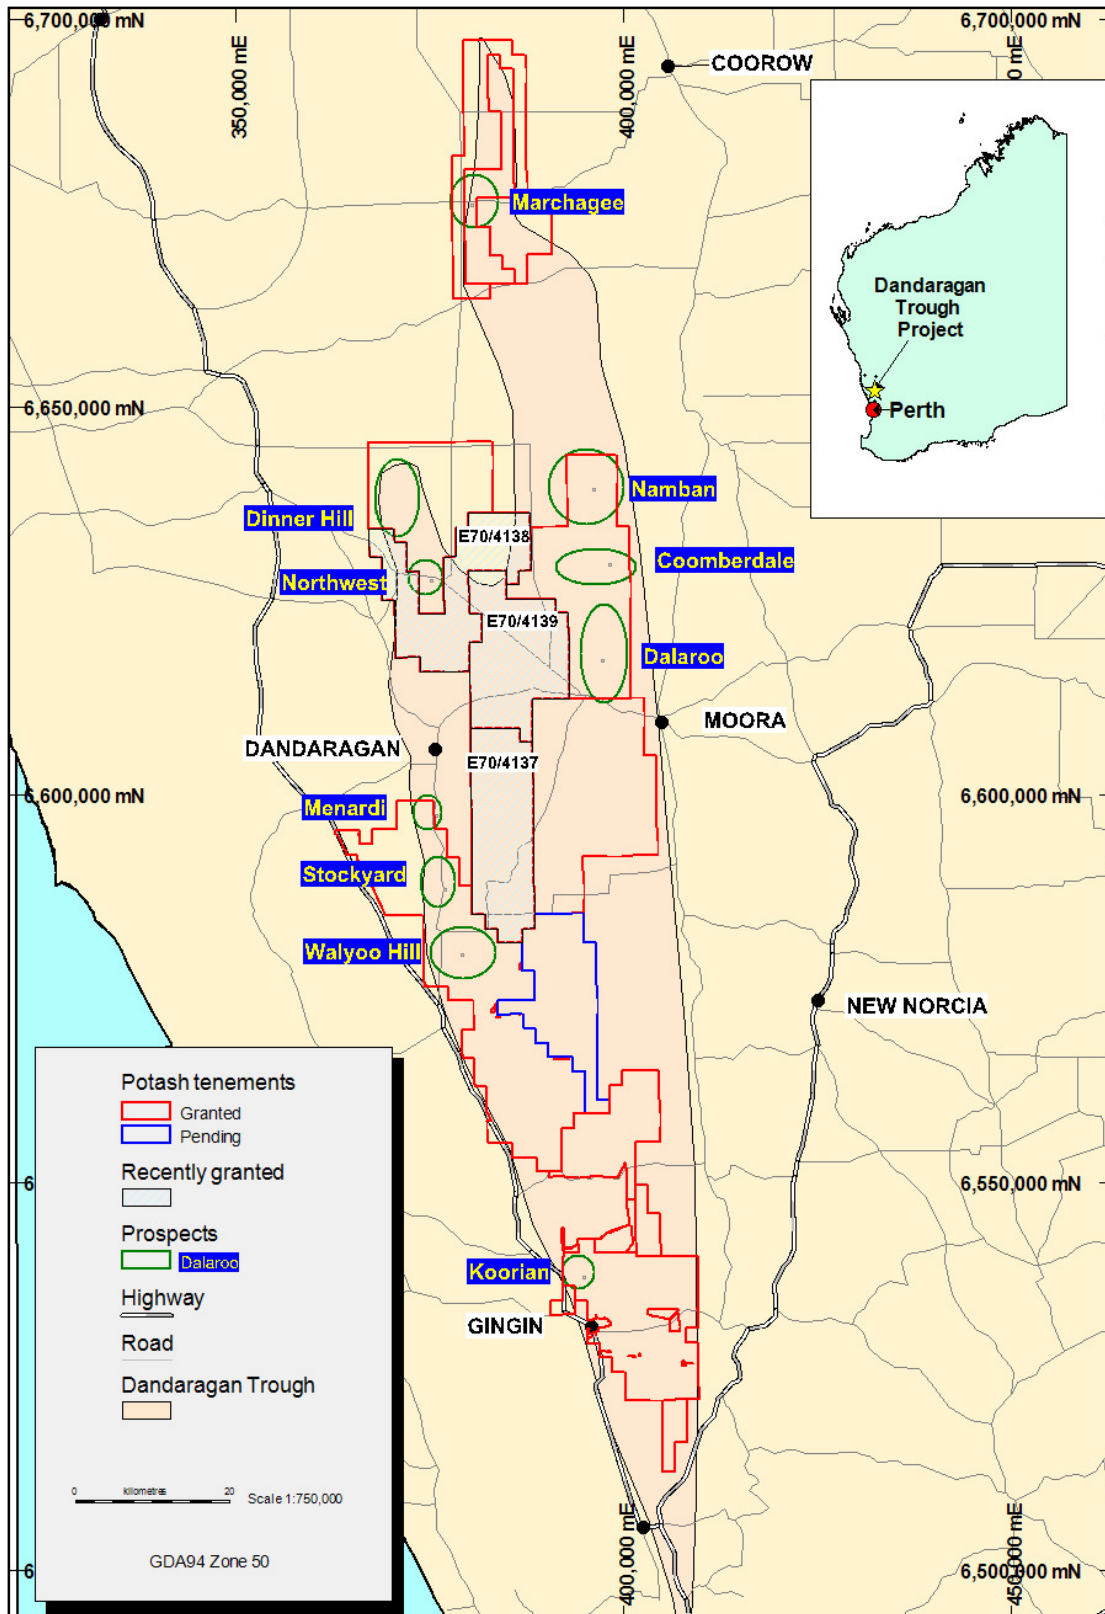 6,700,000 mN
6,700,000 mN
350,000 mE
400,000 mE
0 mE
COOROW
Marchagee
Dandaragan
Trough
Project
Perth
6,650,000 mN
Namban
Dinner Hill
E70/4138
Coomberdale
Northwest
E70/4139
Dalaroo
MOORA
DANDARAGAN
E70/4137
6,600,000 mN
6,600,000 mN
Menardi
Stockyard
Walyoo Hill
NEW NORCIA
Potash tenements
Granted
Pending
Recently granted
Prospects
Dalaroo
Highway
Road
Dandaragan Trough
0 kilometres 20 Scale 1:750,000
GDA94 Zone 50
6,
6,550,000 mN
Koorian
GINGIN
400,000 mE
450,000 mE
6,
6,500,000 mN